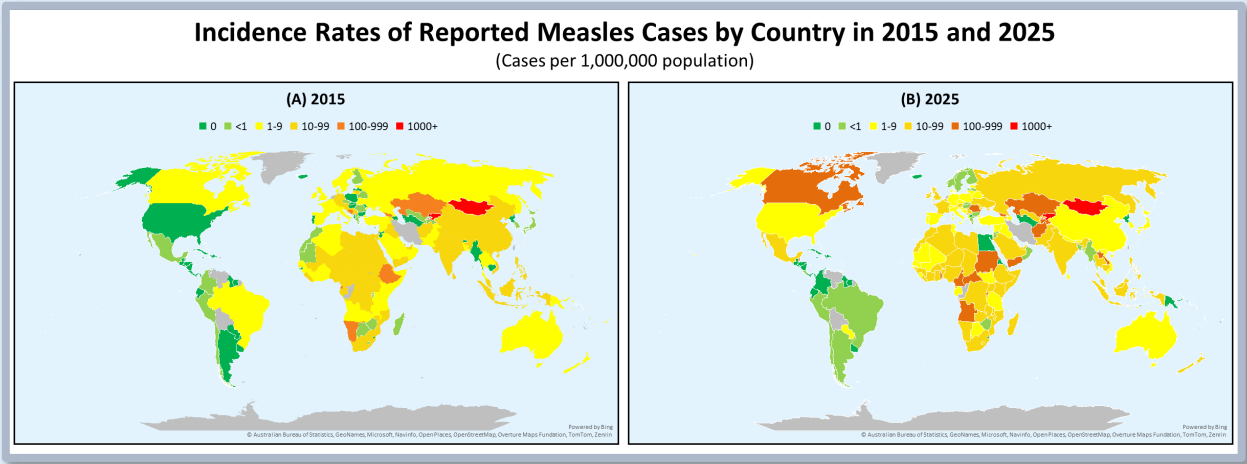 Incidence Rates of Reported Measles Cases by Country in 2015 and 2025
(Cases per 1,000,000 population)
(A) 2015
0 <1 1-9 10-99 100-999 1000+
Powered by Bing
© Australian Bureau of Statistics, GeoNames, Microsoft, Navinfo, Open Places, OpenStreetMap, Overture Maps Fundation, TomTom, Zenrin
(B) 2025
0 <1 1-9 10-99 100-999 1000+
Powered by Bing
© Australian Bureau of Statistics, GeoNames, Microsoft, Navinfo, Open Places, OpenStreetMap, Overture Maps Fundation, TomTom, Zenrin